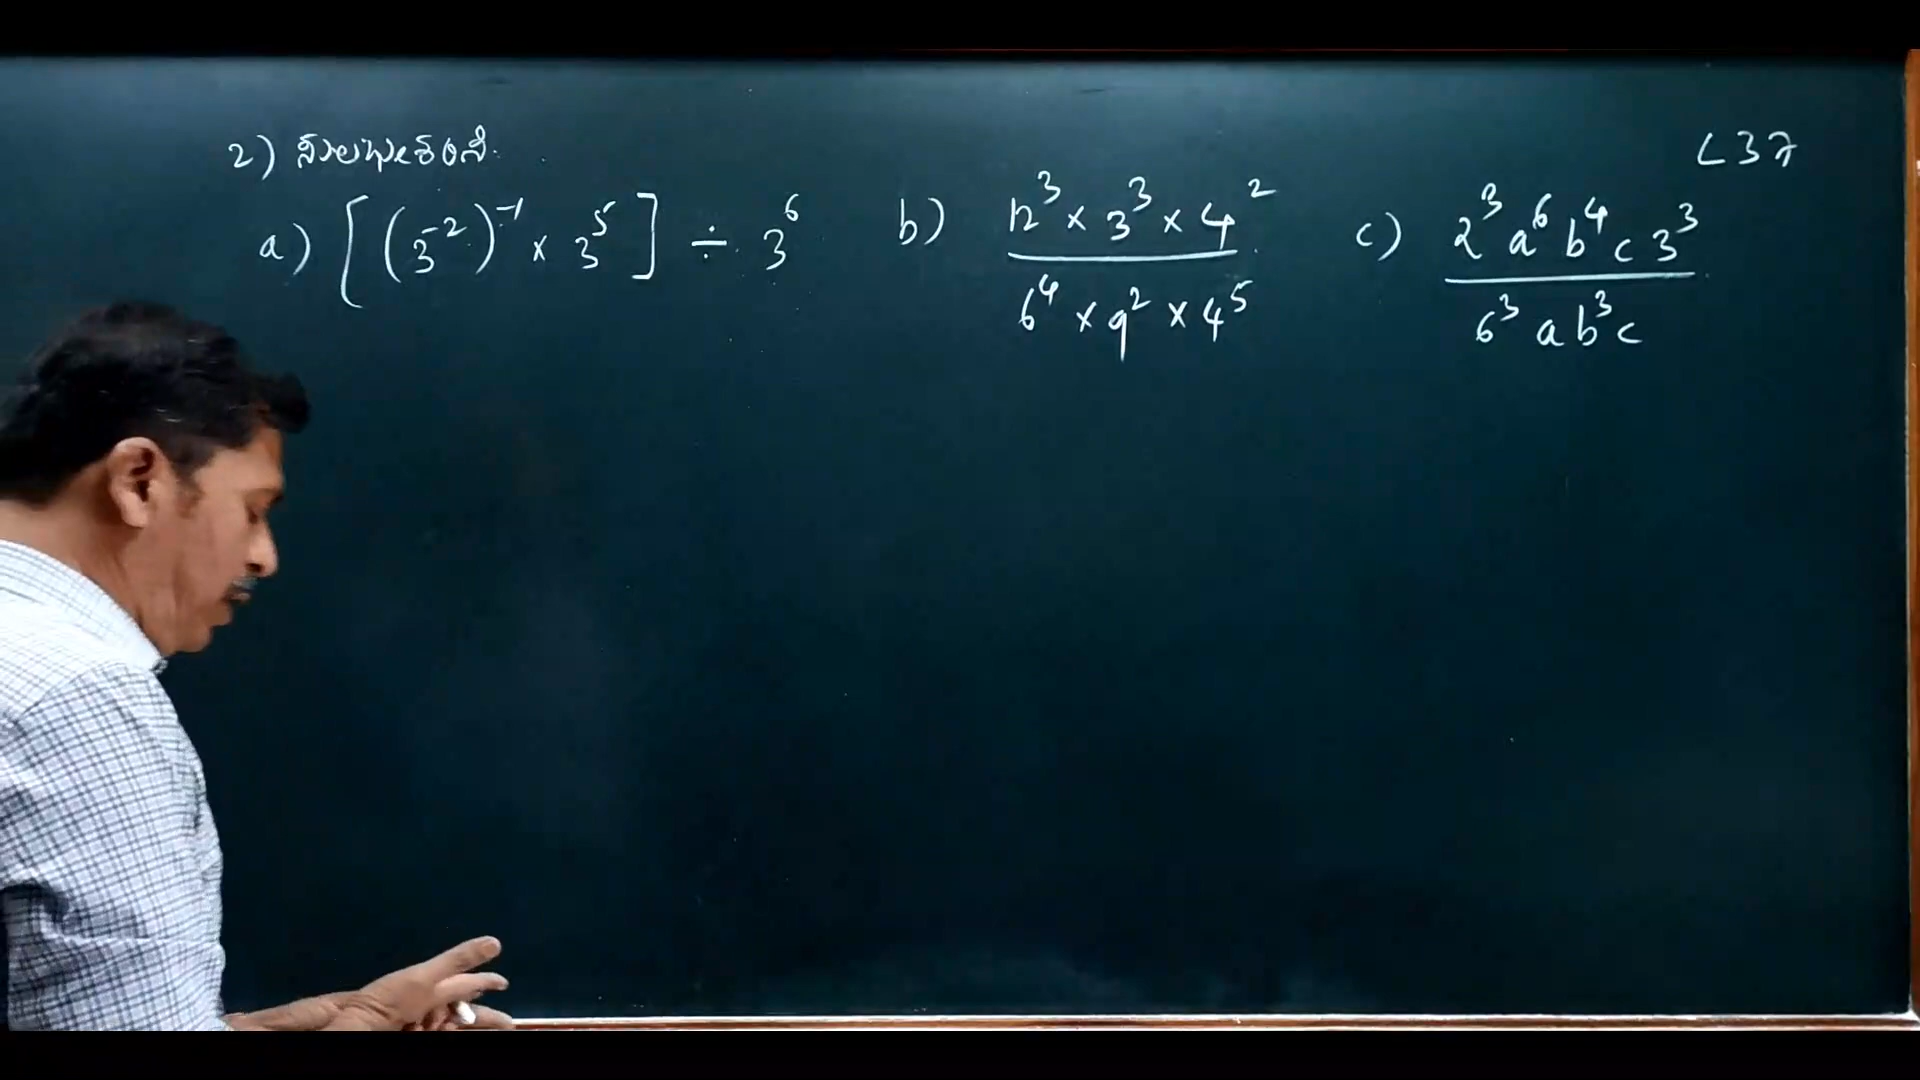 2) ಸುಲಭೀಕರಿಸಿ. L 37
a) [(3⁻²)⁻¹ × 3⁵] ÷ 3⁶ b) 12³ × 3³ × 4² / 6⁴ × 9² × 4⁵ c) 2³ a⁶ b⁴ c 3³ / 6³ a b³ c